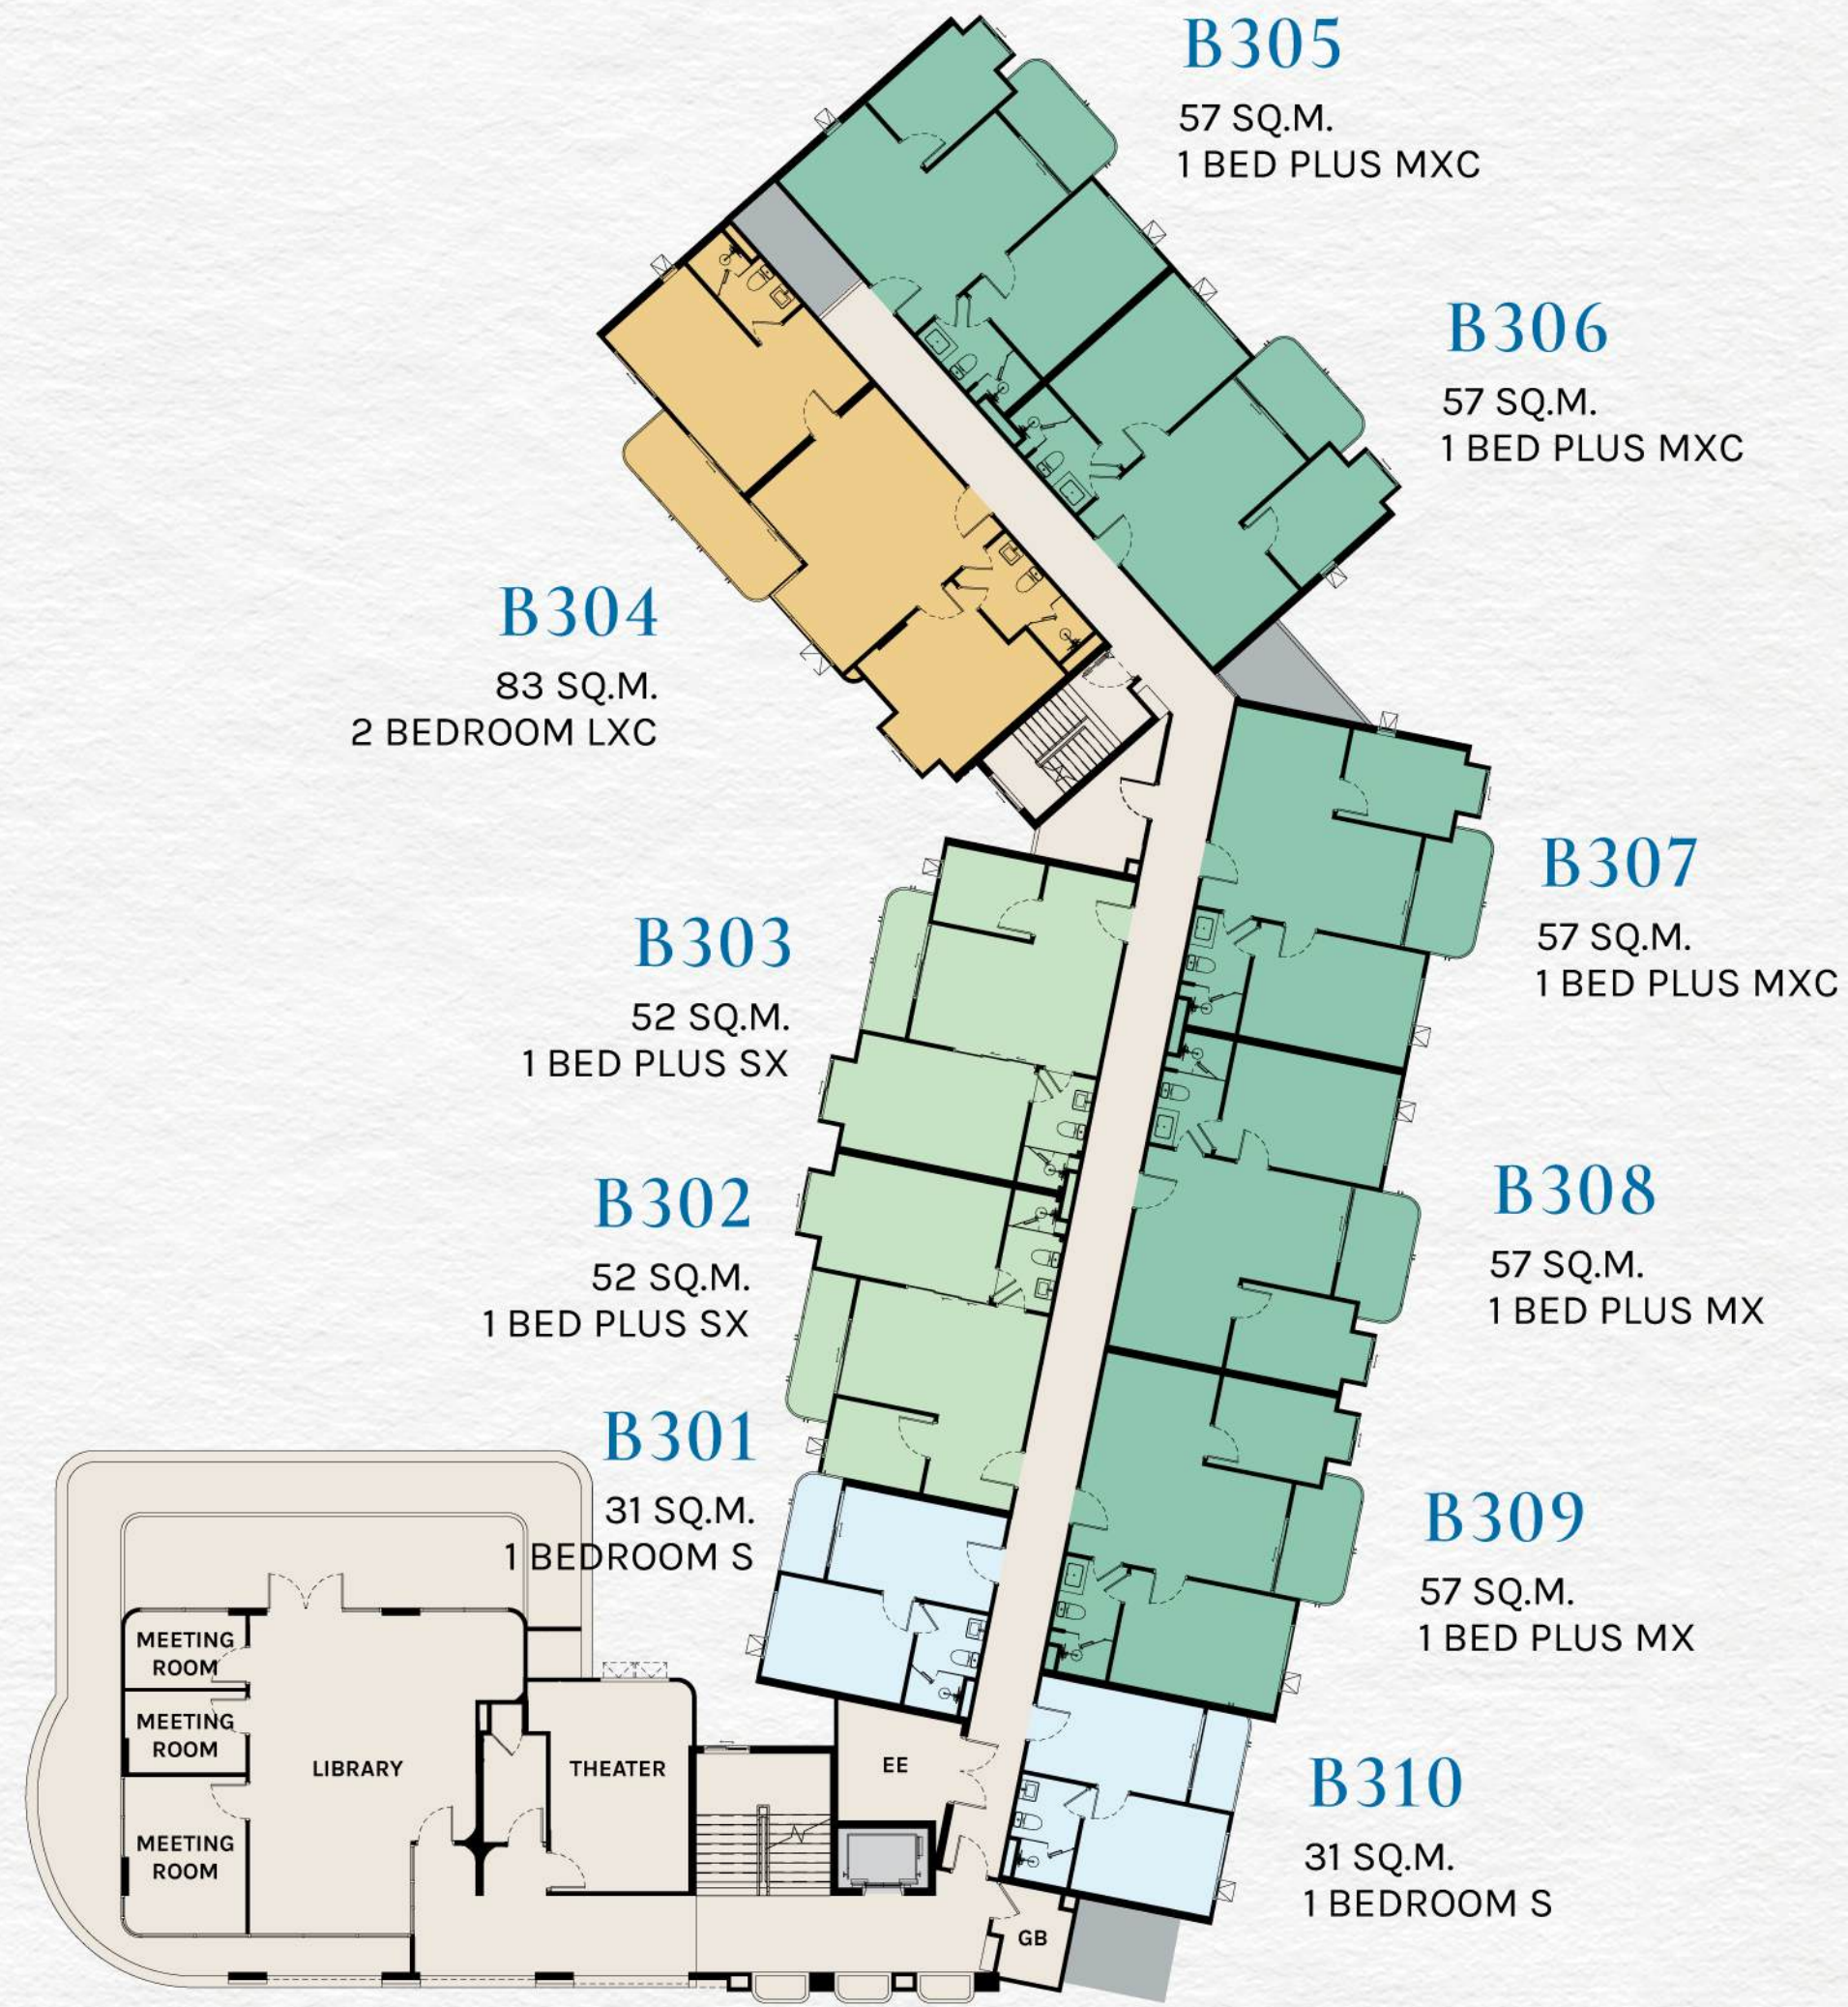 B305
57 SQ.M.
1 BED PLUS MXC
B306
57 SQ.M.
1 BED PLUS MXC
B304
83 SQ.M.
2 BEDROOM LXC
B307
57 SQ.M.
1 BED PLUS MXC
B303
52 SQ.M.
1 BED PLUS SX
B302
52 SQ.M.
1 BED PLUS SX
B308
57 SQ.M.
1 BED PLUS MX
B301
31 SQ.M.
1 BEDROOM S
B309
57 SQ.M.
1 BED PLUS MX
MEETING
ROOM
MEETING
ROOM
MEETING
ROOM
LIBRARY
THEATER
EE
B310
31 SQ.M.
1 BEDROOM S
GB